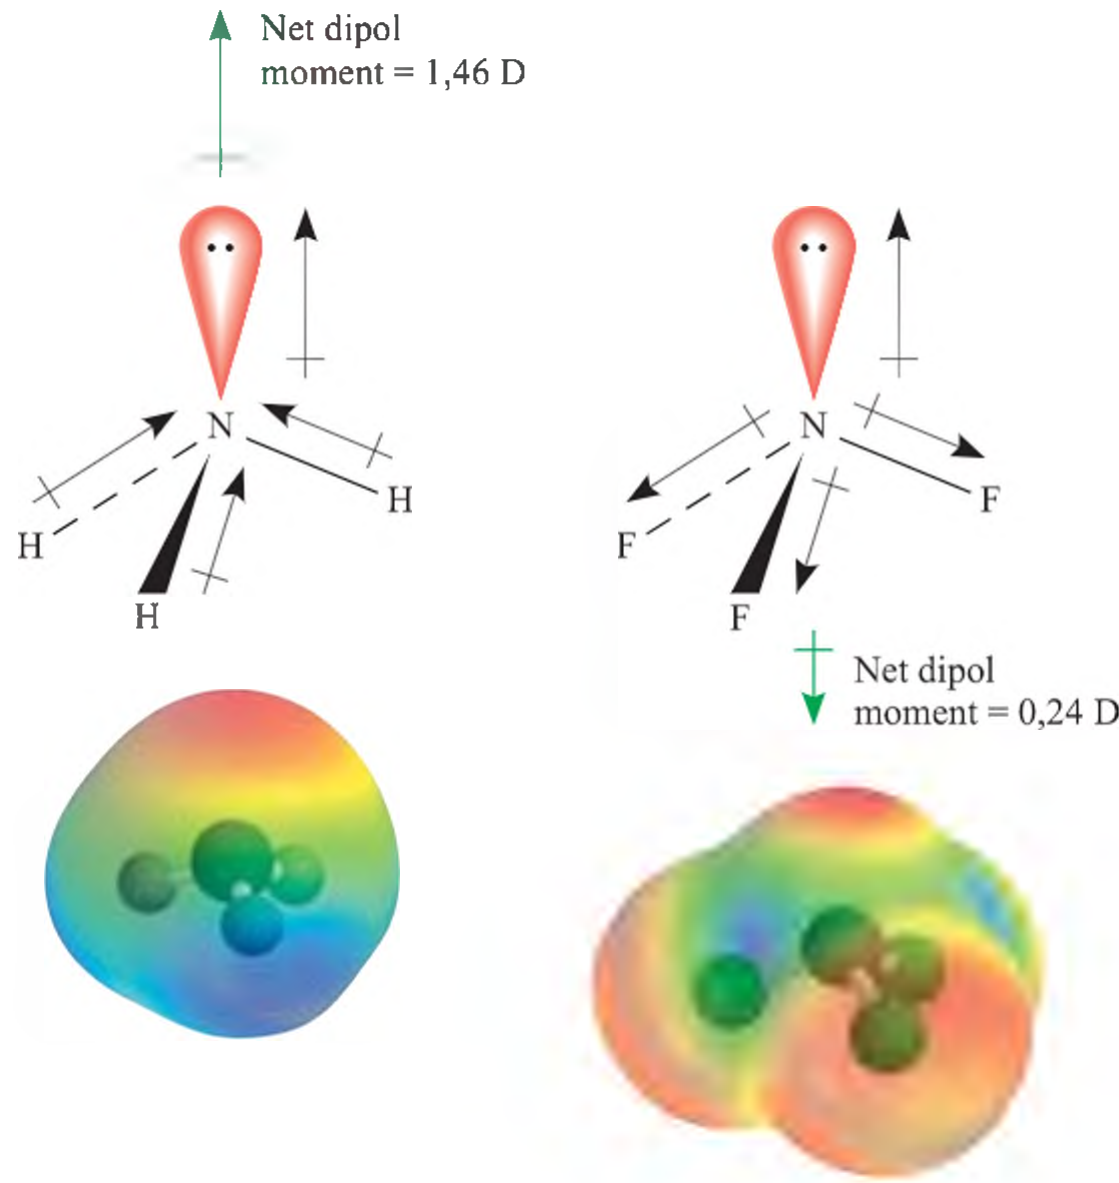 Net dipol
moment = 1,46 D
N
H
H
H
N
F
F
F
Net dipol
moment = 0,24 D